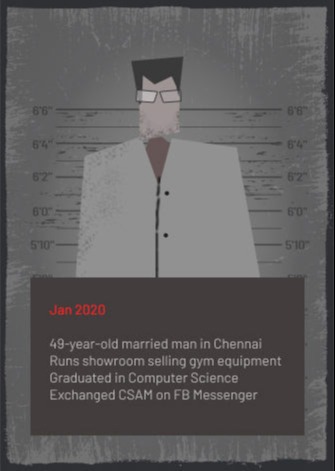 6'6" 6'6"
6'4" 6'4"
6'2" 6'2"
6'0" 6'0"
5'10" 5'10"
Jan 2020
49-year-old married man in Chennai
Runs showroom selling gym equipment
Graduated in Computer Science
Exchanged CSAM on FB Messenger